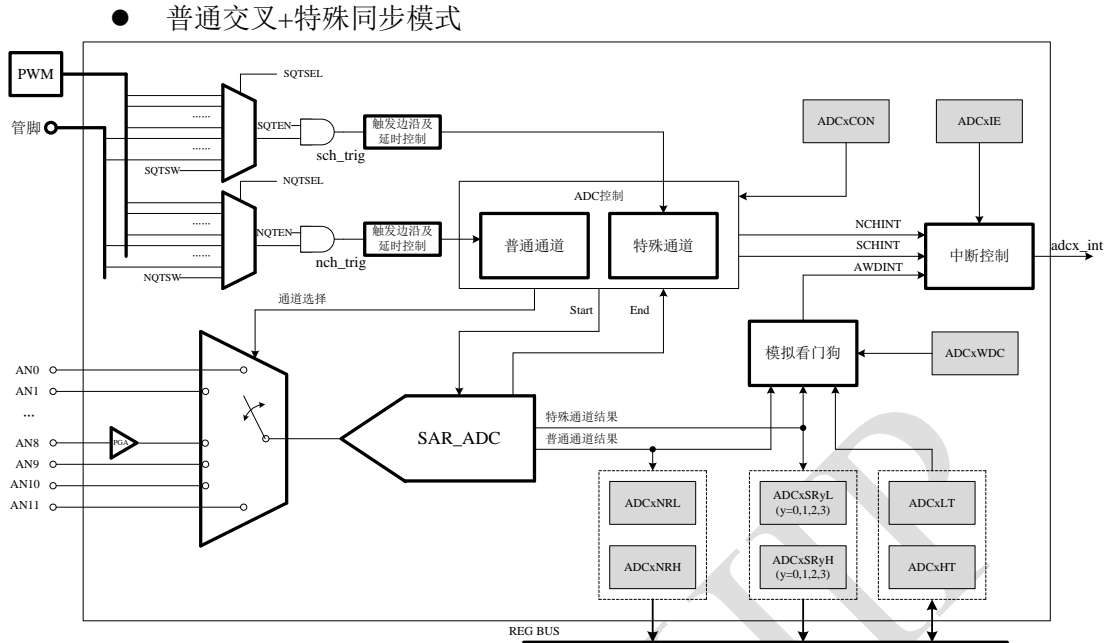 ● 普通交叉+特殊同步模式
PWM
管脚
SQTSEL
......
......
SQTSW
SQTEN
sch_trig
触发边沿及
延时控制
NQTSEL
......
......
NQTSW
NQTEN
nch_trig
触发边沿及
延时控制
ADC控制
普通通道
特殊通道
ADCxCON
ADCxIE
NCHINT
SCHINT
AWDINT
中断控制
adcx_int
通道选择
Start
End
模拟看门狗
ADCxWDC
AN0
AN1
...
AN8
PGA
AN9
AN10
AN11
SAR_ADC
特殊通道结果
普通通道结果
ADCxNRL
ADCxNRH
ADCxSRyL
(y=0,1,2,3)
ADCxSRyH
(y=0,1,2,3)
ADCxLT
ADCxHT
REG BUS